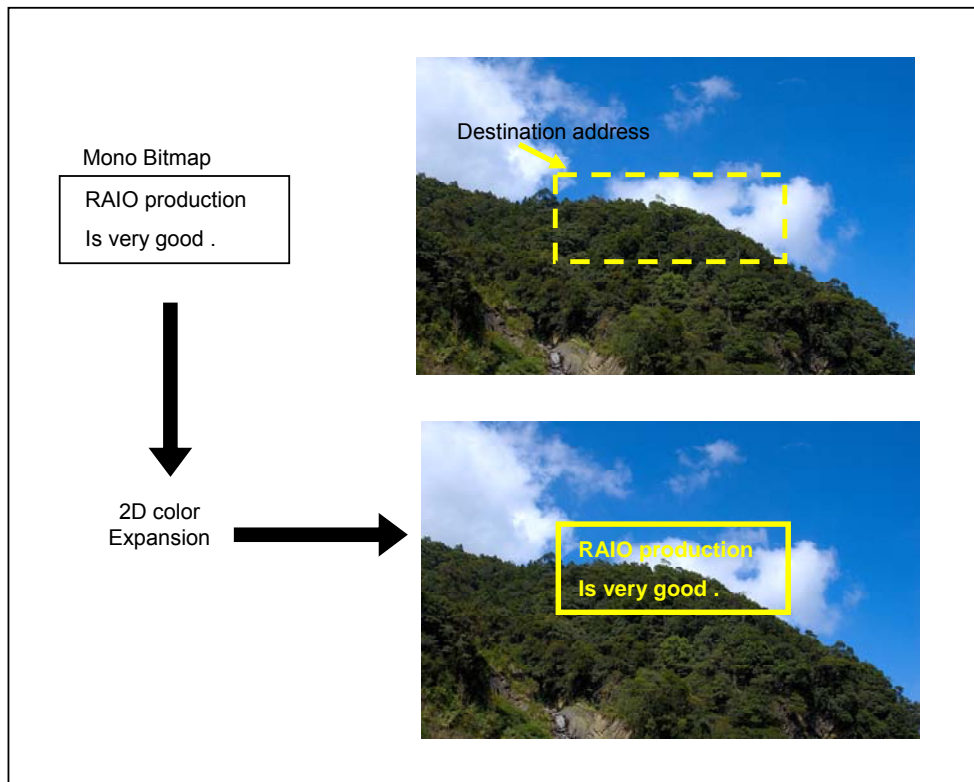 Destination address
Mono Bitmap
RAIO production
Is very good .
2D color
Expansion
RAIO production
Is very good .